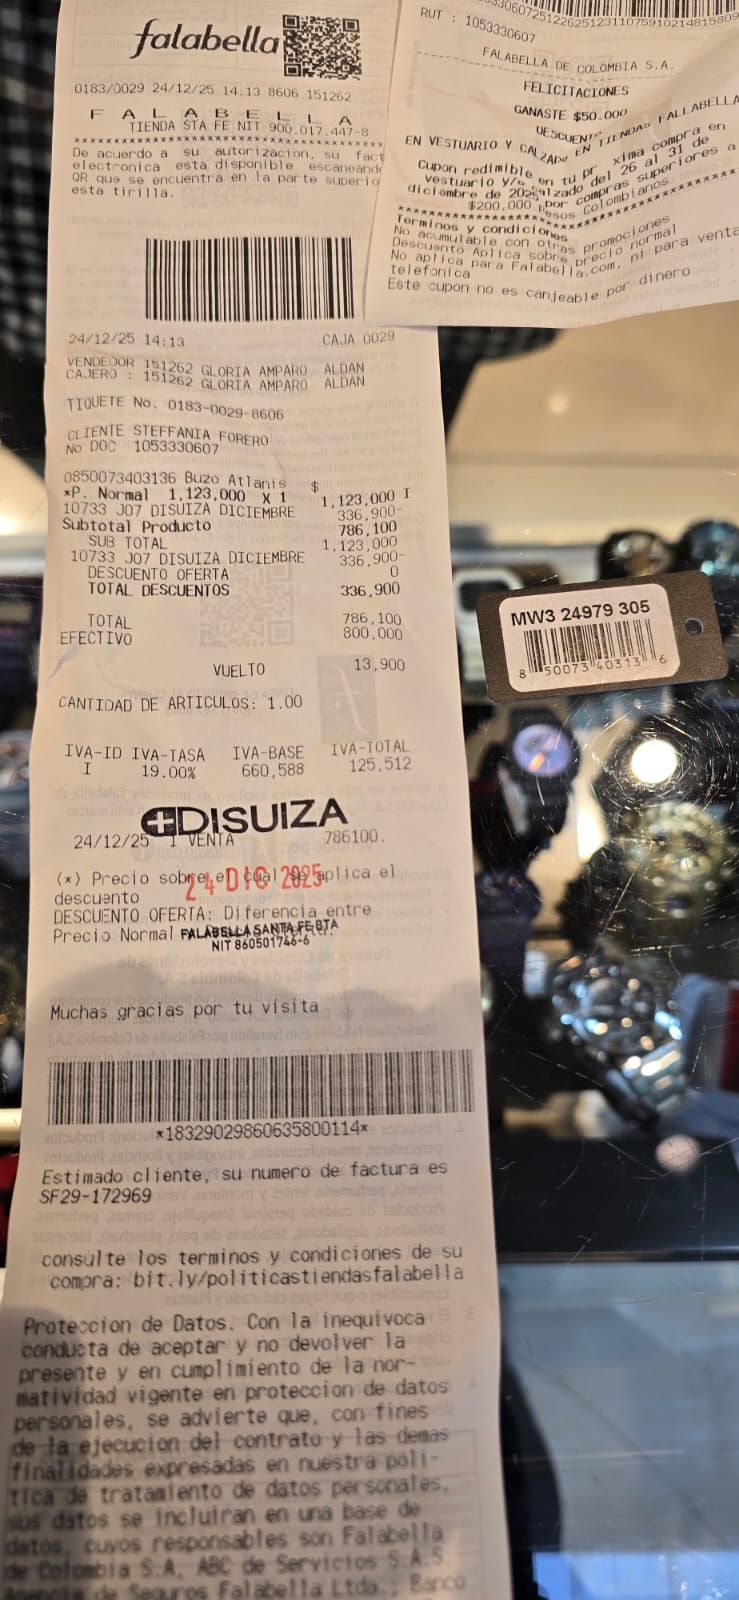 falabella
0183/0029 24/12/25 14:13 8606 151262
F A L A B E L L A
TIENDA STA FE NIT 900.017.447-8
****************************************
De acuerdo a su autorizacion, su fact
electronica esta disponible escaneand
QR que se encuentra en la parte superio
esta tirilla.
24/12/25 14:13 CAJA 0029
VENDEDOR 151262 GLORIA AMPARO ALDAN
CAJERO : 151262 GLORIA AMPARO ALDAN
TIQUETE No. 0183-0029-8606
CLIENTE STEFFANIA FORERO
No DOC 1053330607
0850073403136 Buzo Atlanis $
*P. Normal 1,123,000 X 1 1,123,000 I
10733 J07 DISUIZA DICIEMBRE 336,900-
Subtotal Producto 786,100
SUB TOTAL 1,123,000
10733 J07 DISUIZA DICIEMBRE 336,900-
DESCUENTO OFERTA 0
TOTAL DESCUENTOS 336,900
TOTAL 786,100
EFECTIVO 800,000
VUELTO 13,900
CANTIDAD DE ARTICULOS: 1.00
IVA-ID IVA-TASA IVA-BASE IVA-TOTAL
I 19.00% 660,588 125,512
DISUIZA
24/12/25 1 VENTA 786100.
(*) Precio sobre el cual se aplica el
24 DIC 2025
descuento
DESCUENTO OFERTA: Diferencia entre
Precio Normal
FALABELLA SANTA FE BTA
NIT 860501746-6
Muchas gracias por tu visita
*18329029860635800114*
Estimado cliente, su numero de factura es
SF29-172969
consulte los terminos y condiciones de su
compra: bit.ly/politicastiendasfalabella
Proteccion de Datos. Con la inequivoca
conducta de aceptar y no devolver la
presente y en cumplimiento de la nor-
matividad vigente en proteccion de datos
personales, se advierte que, con fines
de la ejecucion del contrato y las demas
finalidades expresadas en nuestra poli-
tica de tratamiento de datos personales,
sus datos se incluiran en una base de
datos, cuyos responsables son Falabella
de Colombia S.A, ABC de Servicios S.A.S.
Agencia de Seguros Falabella Ltda.; Banco
RUT : 1053330607
FALABELLA DE COLOMBIA S.A.
FELICITACIONES
GANASTE $50.000
DESCUENTO EN TIENDAS FALLABELLA
EN VESTUARIO Y CALZADO
Cupon redimible en tu pr xima compra en
vestuario y/o calzado del 26 al 31 de
diciembre de 2025 por compras superiores a
$200.000 pesos Colombianos.
****************************************
Terminos y condiciones
No acumulable con otras promociones
Descuento Aplica sobre precio normal
No aplica para Falabella.com, ni para venta
telefonica
Este cupon no es canjeable por dinero
MW3 24979 305
8 50073 40313 6